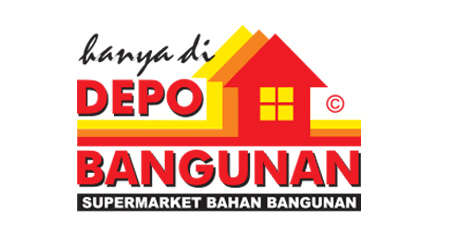 hanya di
DEPO
©
BANGUNAN
SUPERMARKET BAHAN BANGUNAN